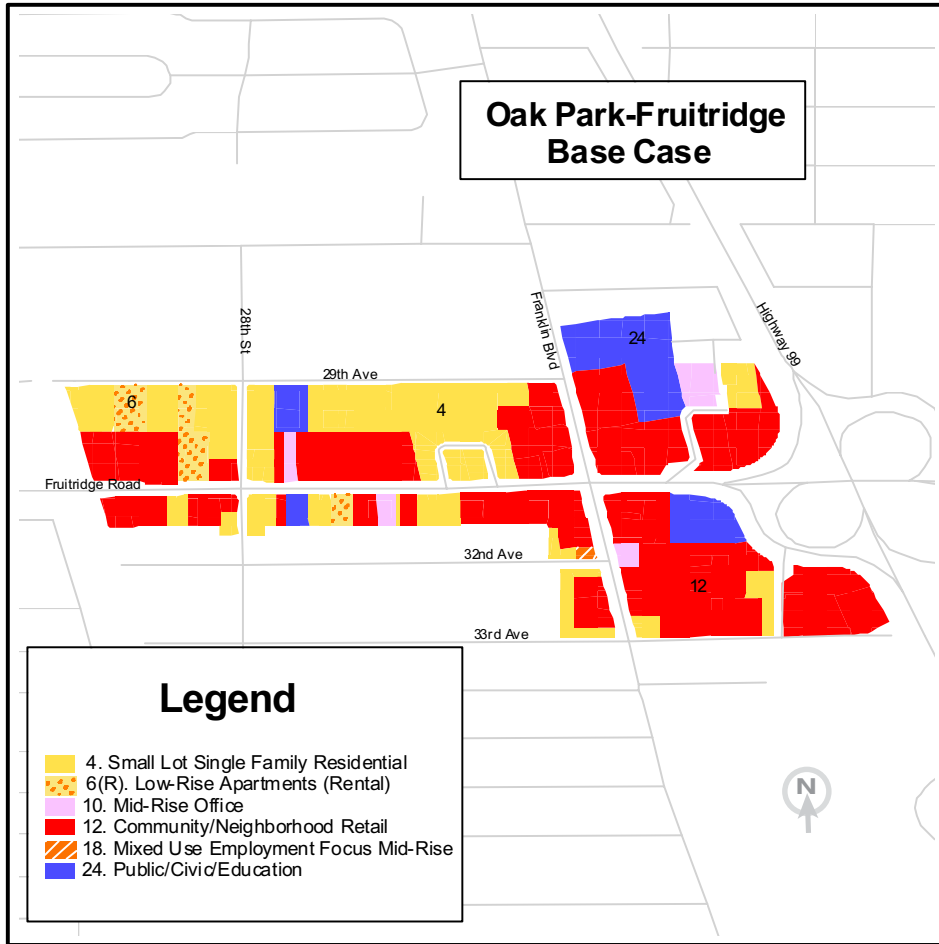 Oak Park-Fruitridge
Base Case
Franklin Blvd
Highway 99
28th St
24
29th Ave
6
4
Fruitridge Road
32nd Ave
12
33rd Ave
Legend
4. Small Lot Single Family Residential
6(R). Low-Rise Apartments (Rental)
10. Mid-Rise Office
12. Community/Neighborhood Retail
18. Mixed Use Employment Focus Mid-Rise
24. Public/Civic/Education
N